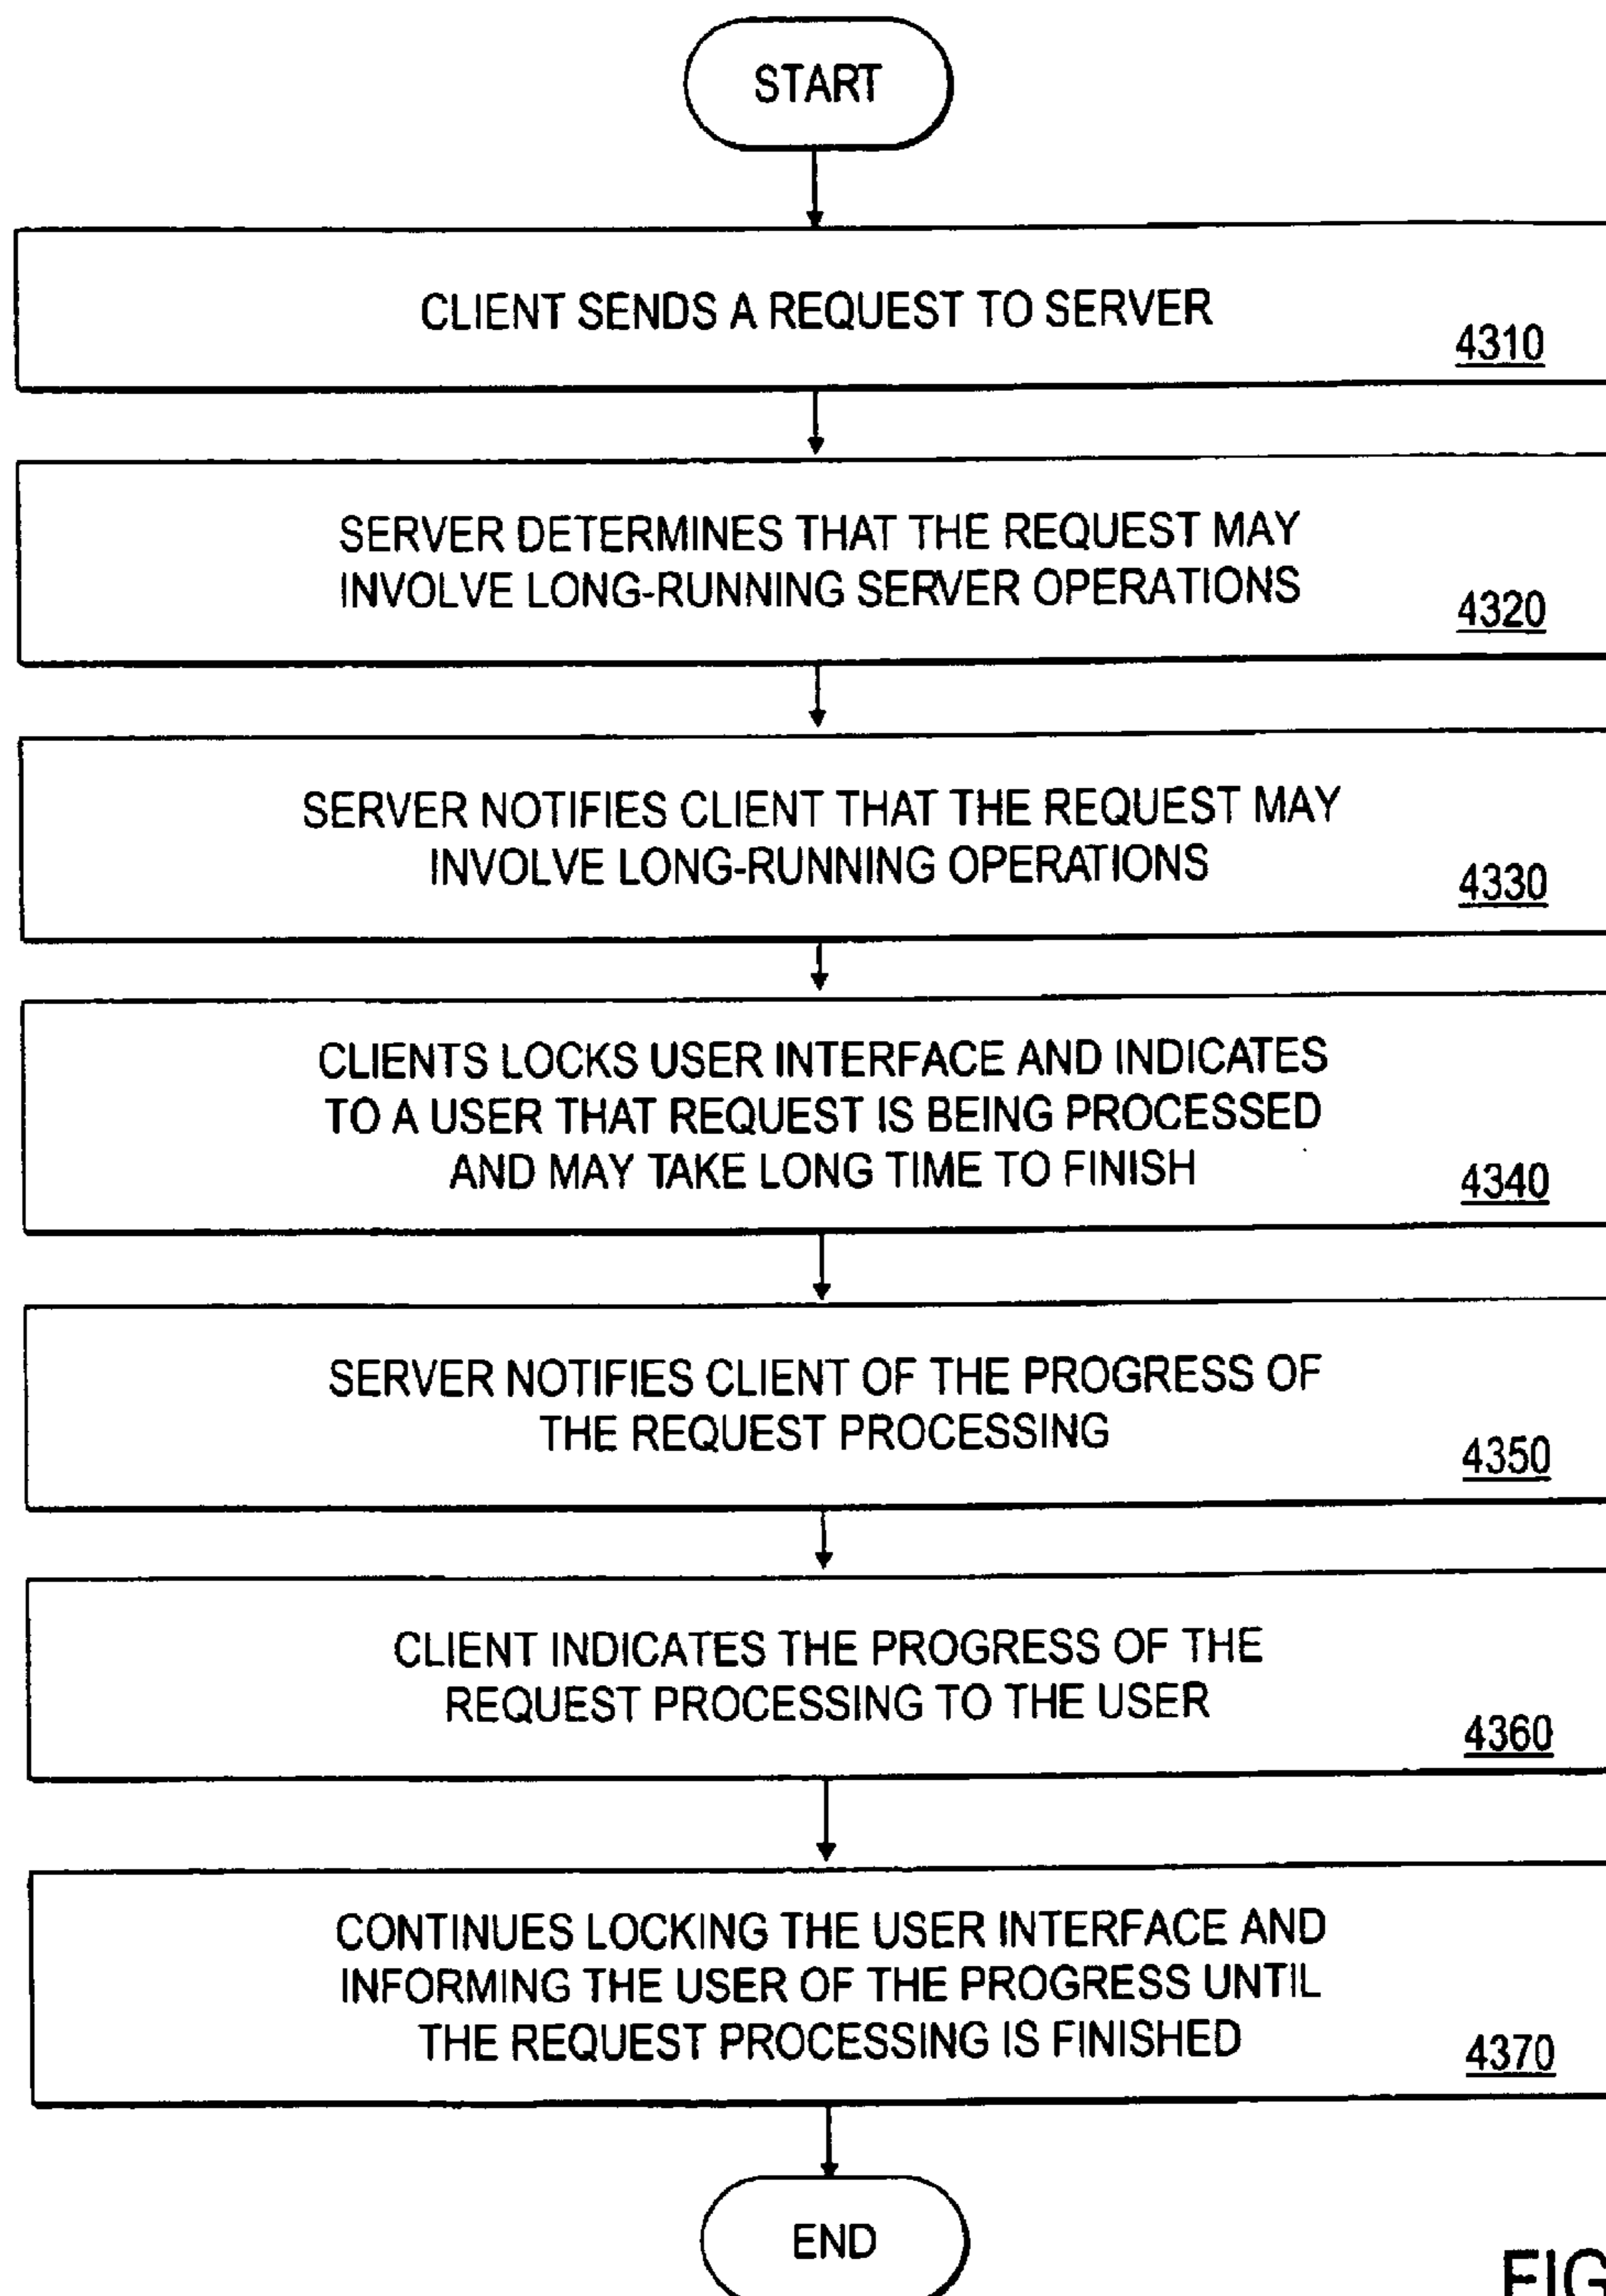 START
CLIENT SENDS A REQUEST TO SERVER
4310
SERVER DETERMINES THAT THE REQUEST MAY
INVOLVE LONG-RUNNING SERVER OPERATIONS
4320
SERVER NOTIFIES CLIENT THAT THE REQUEST MAY
INVOLVE LONG-RUNNING OPERATIONS
4330
CLIENTS LOCKS USER INTERFACE AND INDICATES
TO A USER THAT REQUEST IS BEING PROCESSED
AND MAY TAKE LONG TIME TO FINISH
4340
SERVER NOTIFIES CLIENT OF THE PROGRESS OF
THE REQUEST PROCESSING
4350
CLIENT INDICATES THE PROGRESS OF THE
REQUEST PROCESSING TO THE USER
4360
CONTINUES LOCKING THE USER INTERFACE AND
INFORMING THE USER OF THE PROGRESS UNTIL
THE REQUEST PROCESSING IS FINISHED
4370
END
FIG